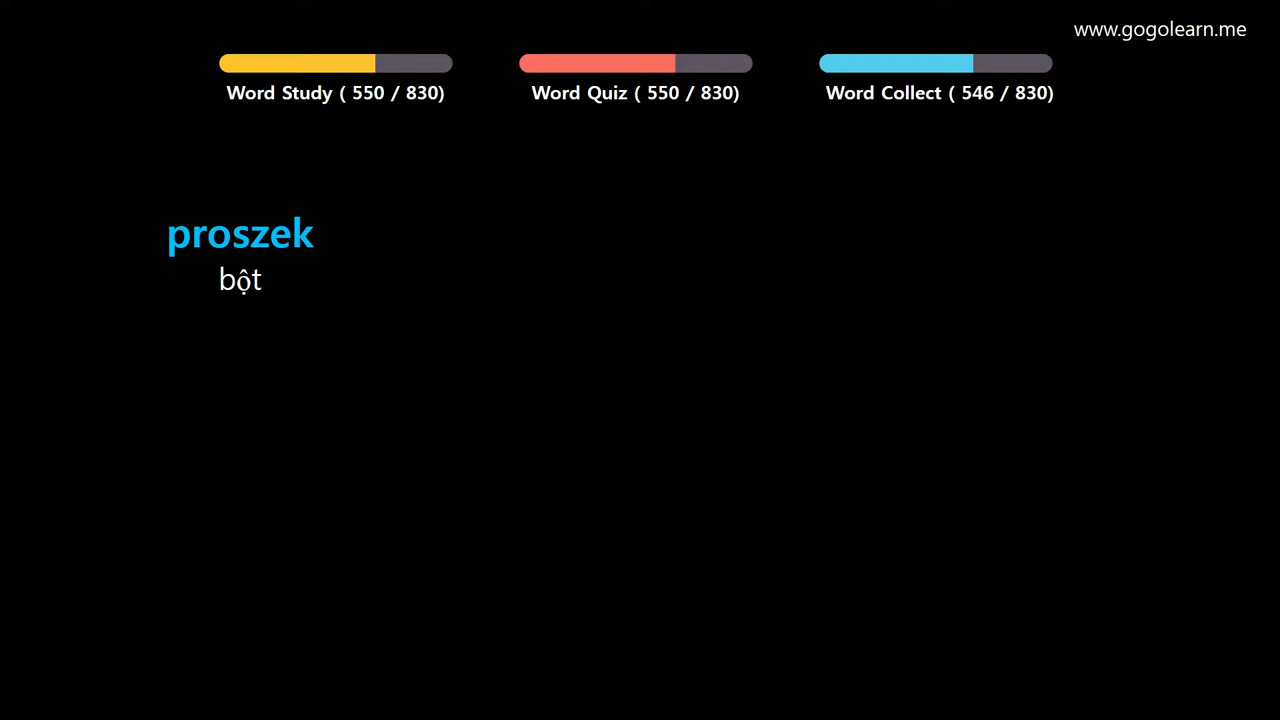 www.gogolearn.me
Word Study ( 550 / 830)
Word Quiz ( 550 / 830)
Word Collect ( 546 / 830)
proszek
bột